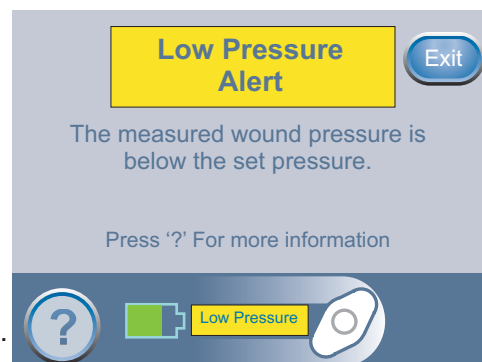 Low Pressure
Alert
Exit
The measured wound pressure is
below the set pressure.
Press ‘?’ For more information
.
?
Low Pressure